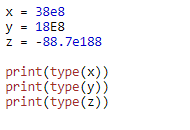 x = 38e8
y = 18E8
z = -88.7e188
print(type(x))
print(type(y))
print(type(z))